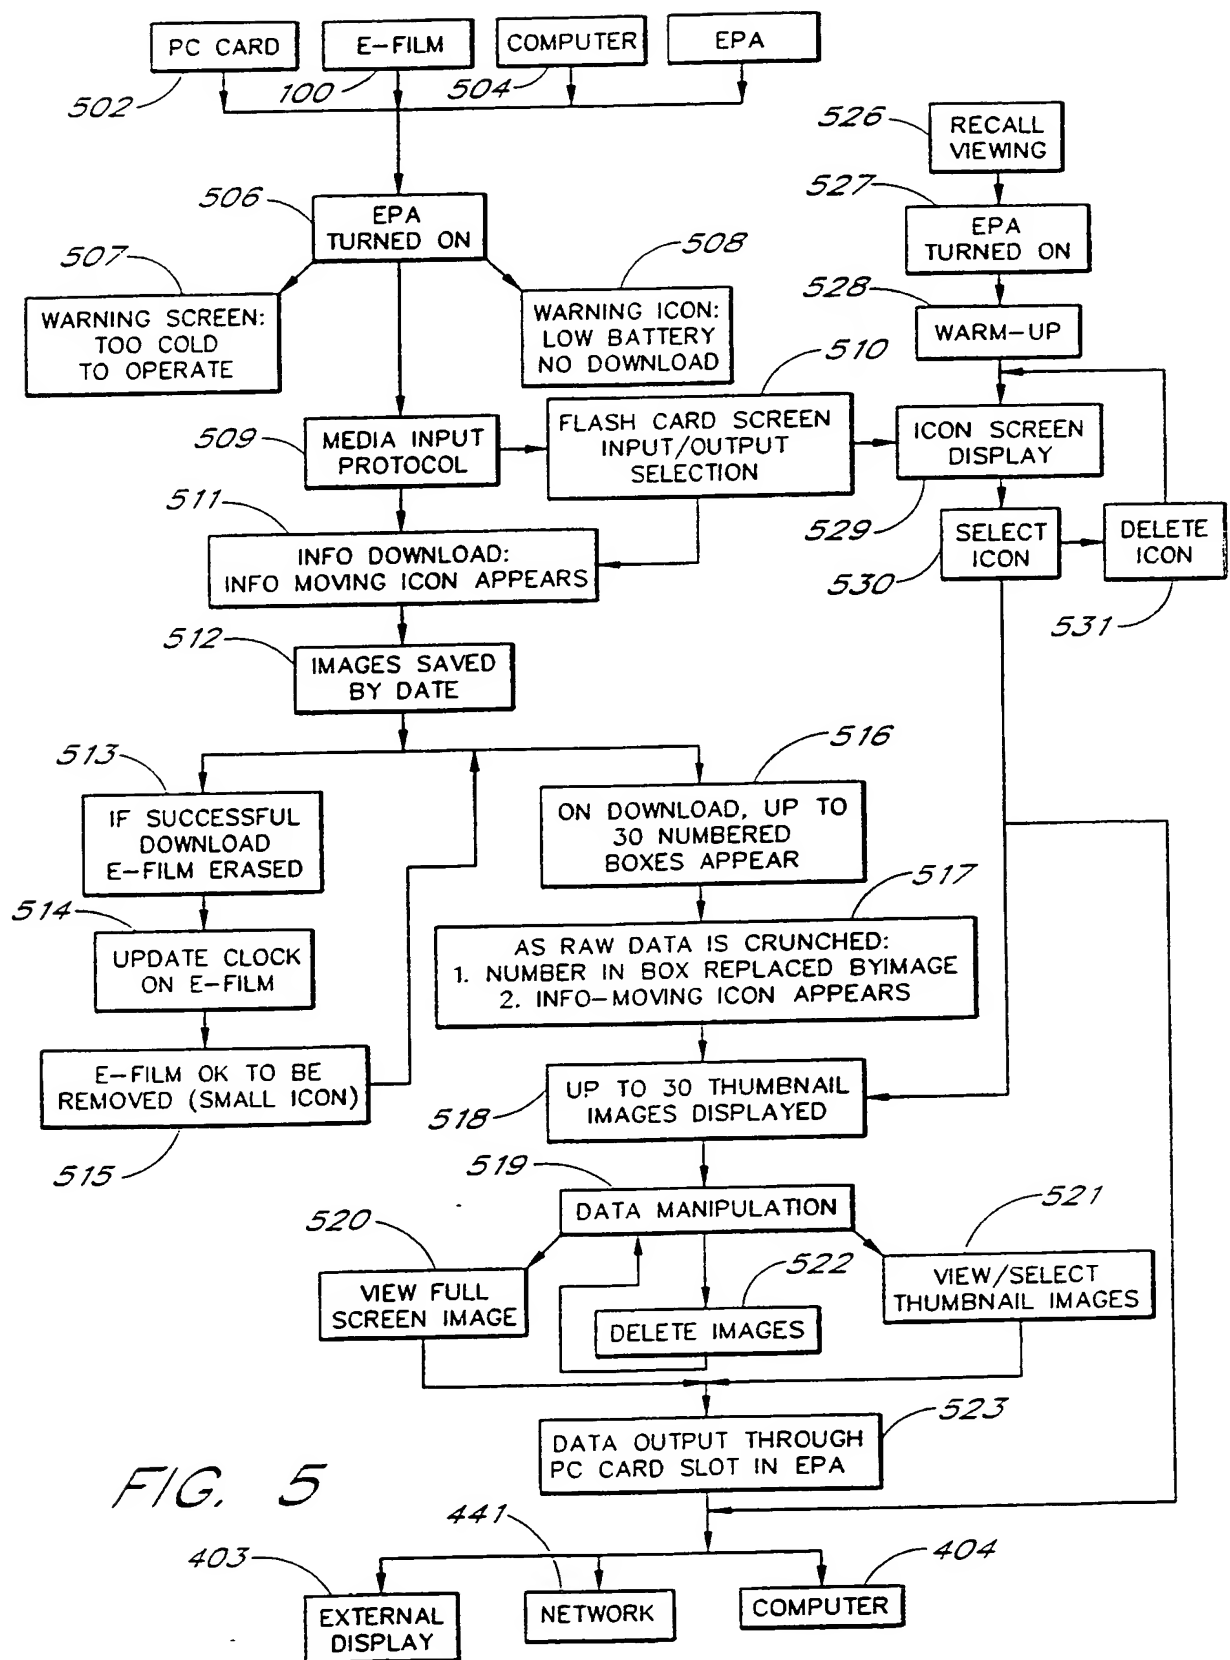 PC CARD
E-FILM
COMPUTER
EPA
502
100
504
526
RECALL
VIEWING
527
506
EPA
TURNED ON
EPA
TURNED ON
507
508
528
WARNING SCREEN:
TOO COLD
TO OPERATE
WARNING ICON:
LOW BATTERY
NO DOWNLOAD
510
WARM-UP
509
MEDIA INPUT
PROTOCOL
FLASH CARD SCREEN
INPUT/OUTPUT
SELECTION
ICON SCREEN
DISPLAY
529
511
INFO DOWNLOAD:
INFO MOVING ICON APPEARS
SELECT
ICON
530
DELETE
ICON
531
512
IMAGES SAVED
BY DATE
513
516
IF SUCCESSFUL
DOWNLOAD
E-FILM ERASED
ON DOWNLOAD, UP TO
30 NUMBERED
BOXES APPEAR
514
517
UPDATE CLOCK
ON E-FILM
AS RAW DATA IS CRUNCHED:
1. NUMBER IN BOX REPLACED BYIMAGE
2. INFO-MOVING ICON APPEARS
E-FILM OK TO BE
REMOVED (SMALL ICON)
515
518
UP TO 30 THUMBNAIL
IMAGES DISPLAYED
519
DATA MANIPULATION
520
521
VIEW FULL
SCREEN IMAGE
522
DELETE IMAGES
VIEW/SELECT
THUMBNAIL IMAGES
523
DATA OUTPUT THROUGH
PC CARD SLOT IN EPA
FIG. 5
403
441
404
EXTERNAL
DISPLAY
NETWORK
COMPUTER